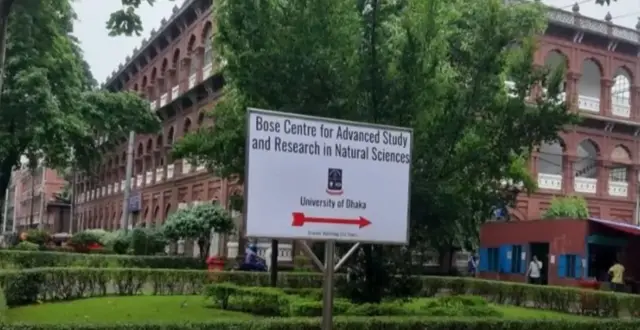 Bose Centre for Advanced Study
and Research in Natural Sciences
University of Dhaka